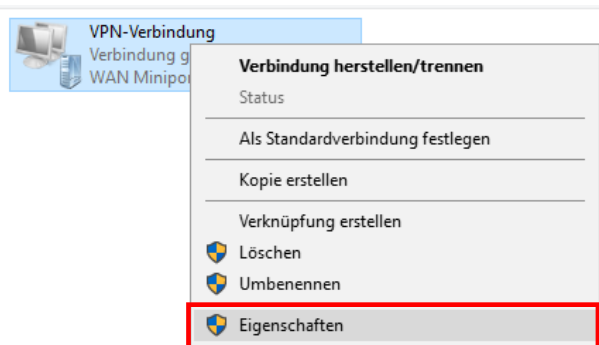 VPN-Verbindung
Verbindung g
WAN Minipo
Verbindung herstellen/trennen
Status
Als Standardverbindung festlegen
Kopie erstellen
Verknüpfung erstellen
Löschen
Umbenennen
Eigenschaften